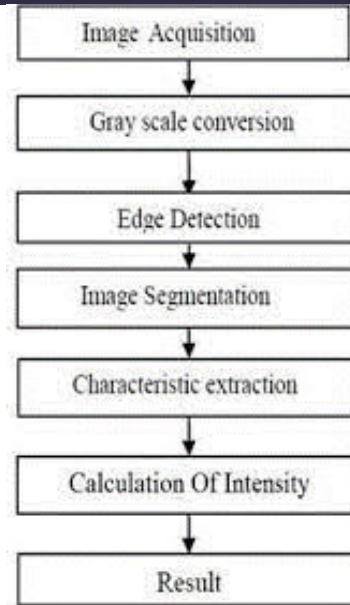 Image Acquisition
Gray scale conversion
Edge Detection
Image Segmentation
Characteristic extraction
Calculation Of Intensity
Result